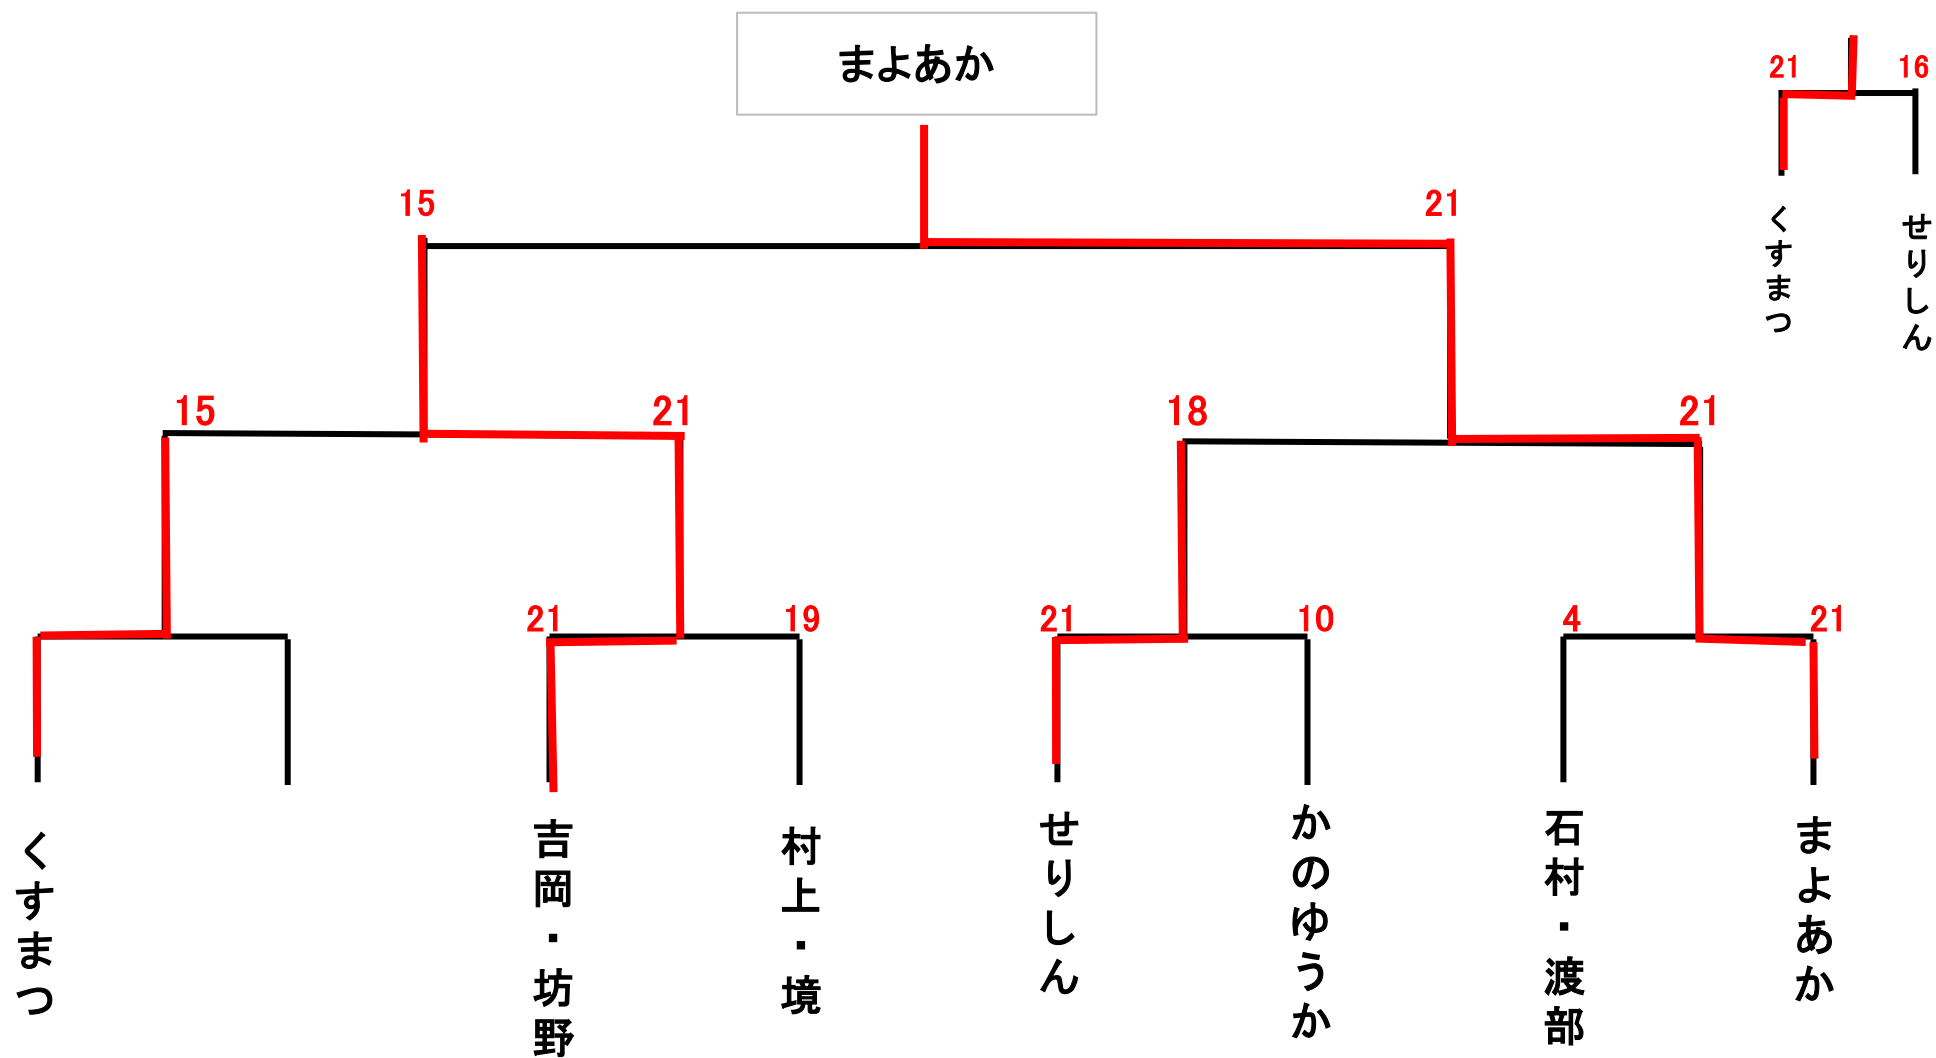 まよあか
21
16
くすまつ
せりしん
15
21
15
21
18
21
21
19
21
10
4
21
くすまつ
吉岡・坊野
村上・境
せりしん
かのゆうか
石村・渡部
まよあか